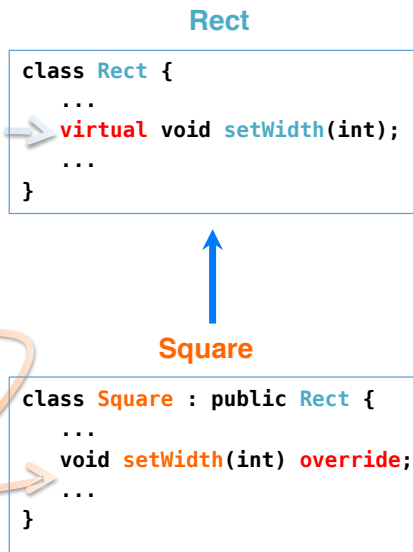 Rect
class Rect {
...
virtual void setWidth(int);
...
}
Square
class Square : public Rect {
...
void setWidth(int) override;
...
}